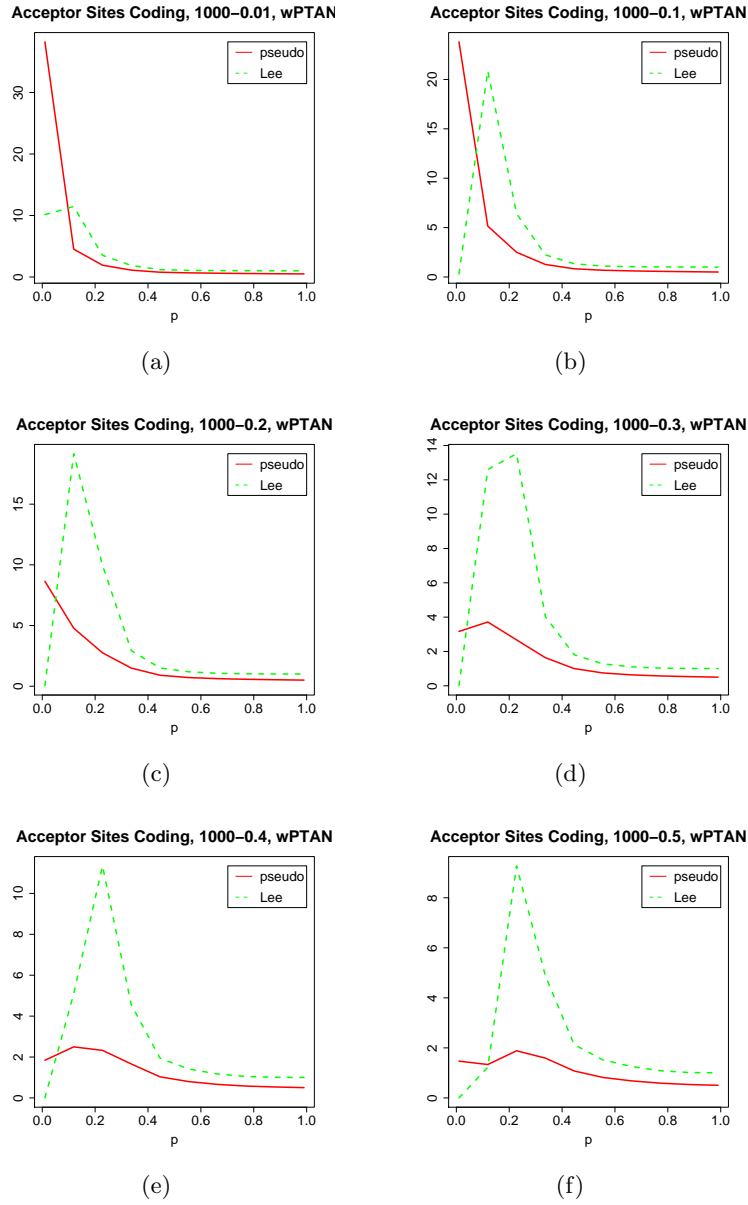 Acceptor Sites Coding, 1000−0.01, wPTAN
pseudo
Lee
0
10
20
30
0.0 0.2 0.4 0.6 0.8 1.0
p
(a)
Acceptor Sites Coding, 1000−0.1, wPTAN
pseudo
Lee
0
5
10
15
20
0.0 0.2 0.4 0.6 0.8 1.0
p
(b)
Acceptor Sites Coding, 1000−0.2, wPTAN
pseudo
Lee
0
5
10
15
0.0 0.2 0.4 0.6 0.8 1.0
p
(c)
Acceptor Sites Coding, 1000−0.3, wPTAN
pseudo
Lee
0
2
4
6
8
10
12
14
0.0 0.2 0.4 0.6 0.8 1.0
p
(d)
Acceptor Sites Coding, 1000−0.4, wPTAN
pseudo
Lee
0
2
4
6
8
10
0.0 0.2 0.4 0.6 0.8 1.0
p
(e)
Acceptor Sites Coding, 1000−0.5, wPTAN
pseudo
Lee
0
2
4
6
8
0.0 0.2 0.4 0.6 0.8 1.0
p
(f)